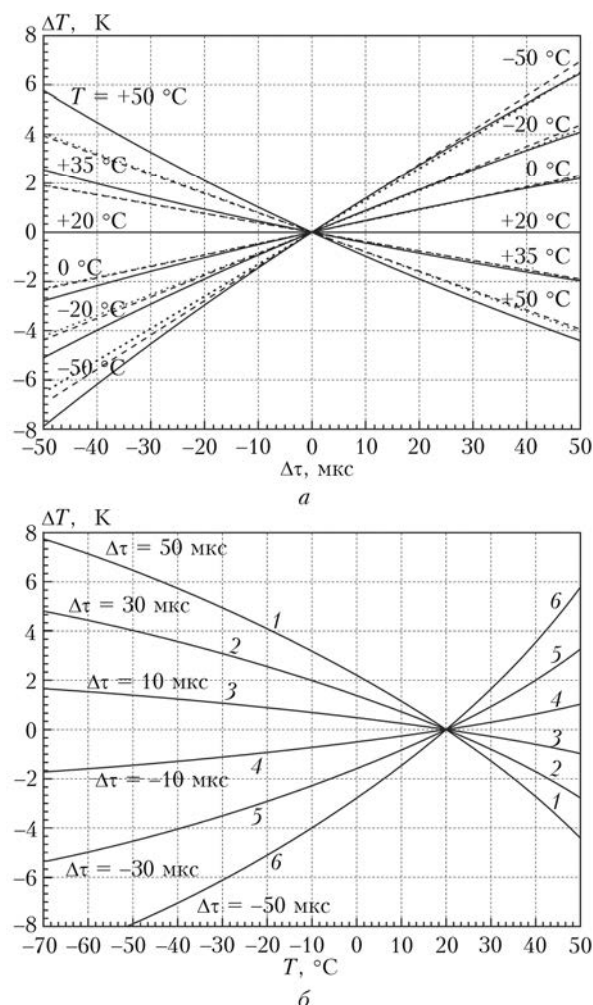 ΔT, K
8
–50 °C
T = +50 °C
6
–20 °C
4
+35 °C
0 °C
2
+20 °C
+20 °C
0
0 °C
+35 °C
–2
–20 °C
+50 °C
–4
–50 °C
–6
–8
–50 –40 –30 –20 –10 0 10 20 30 40 50
Δτ, мкс
а
ΔT, K
8
Δτ = 50 мкс
6
6
Δτ = 30 мкс
1
5
4
2
Δτ = 10 мкс
3
4
2
0
4
3
Δτ = –10 мкс
2
–2
5
1
–4
Δτ = –30 мкс
6
–6
Δτ = –50 мкс
–8
–70 –60 –50 –40 –30 –20 –10 0 10 20 30 40 50
T, °C
б